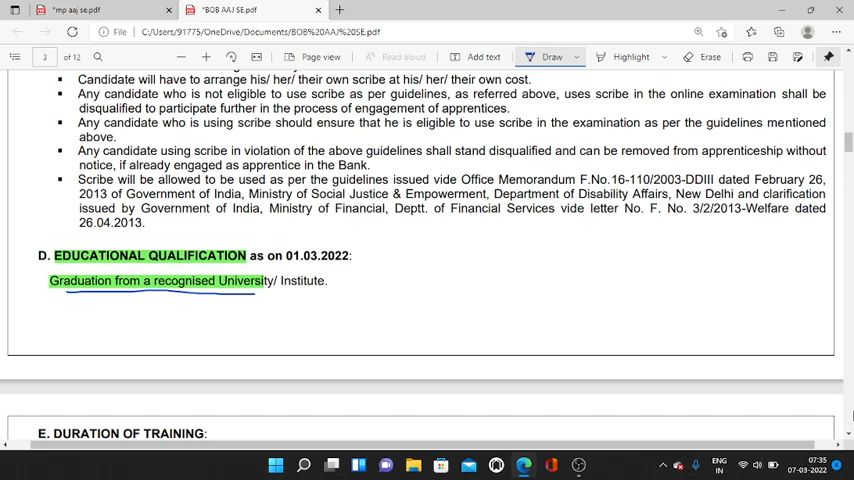 *mp aaj se.pdf
*BOB AAJ SE.pdf
File C:/Users/91775/OneDrive/Documents/BOB%20AAJ%20SE.pdf
3 of 12 Page view Read aloud Add text Draw Highlight Erase
Candidate will have to arrange his/ her/ their own scribe at his/ her/ their own cost.
Any candidate who is not eligible to use scribe as per guidelines, as referred above, uses scribe in the online examination shall be
disqualified to participate further in the process of engagement of apprentices.
Any candidate who is using scribe should ensure that he is eligible to use scribe in the examination as per the guidelines mentioned
above.
Any candidate using scribe in violation of the above guidelines shall stand disqualified and can be removed from apprenticeship without
notice, if already engaged as apprentice in the Bank.
Scribe will be allowed to be used as per the guidelines issued vide Office Memorandum F.No.16-110/2003-DDIII dated February 26,
2013 of Government of India, Ministry of Social Justice & Empowerment, Department of Disability Affairs, New Delhi and clarification
issued by Government of India, Ministry of Financial, Deptt. of Financial Services vide letter No. F. No. 3/2/2013-Welfare dated
26.04.2013.
D. EDUCATIONAL QUALIFICATION as on 01.03.2022:
Graduation from a recognised University/ Institute.
E. DURATION OF TRAINING:
ENG
IN
07:35
07-03-2022
4